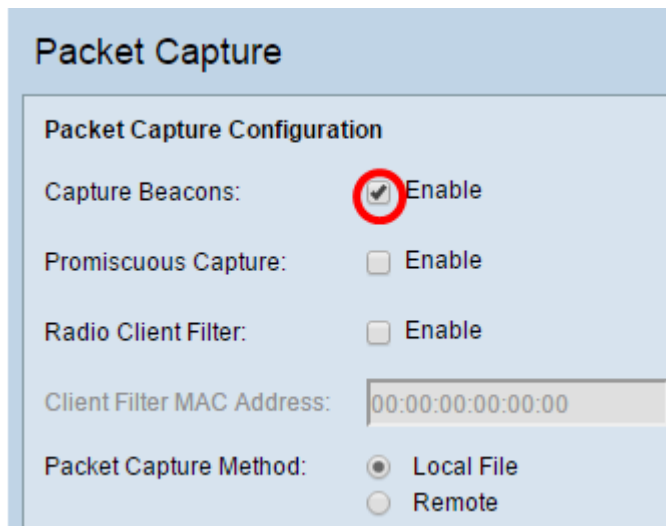 Packet Capture
Packet Capture Configuration
Capture Beacons: Enable
Promiscuous Capture: Enable
Radio Client Filter: Enable
Client Filter MAC Address: 00:00:00:00:00:00
Packet Capture Method: Local File
Remote